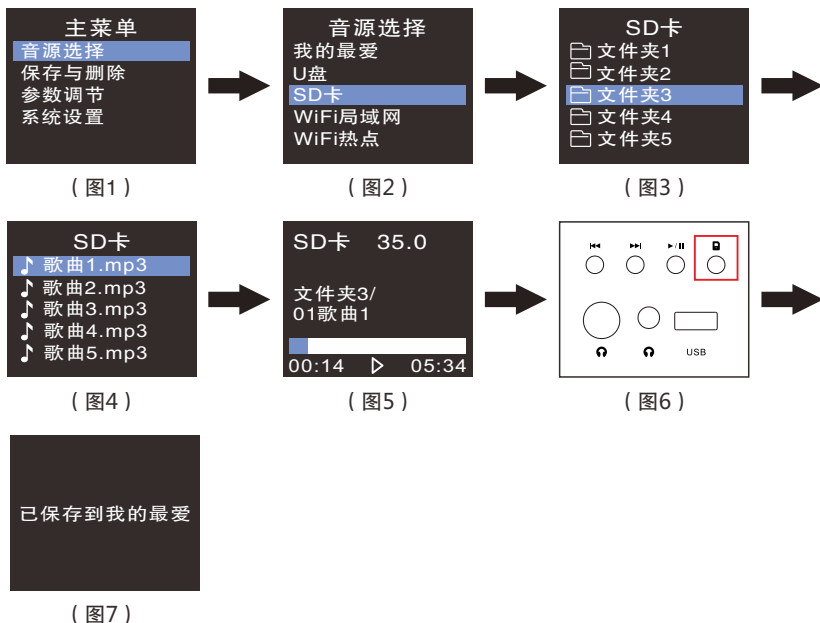 主菜单
音源选择
保存与删除
参数调节
系统设置
（图1）
音源选择
我的最爱
U盘
SD卡
WiFi局域网
WiFi热点
（图2）
SD卡
文件夹1
文件夹2
文件夹3
文件夹4
文件夹5
（图3）
SD卡
歌曲1.mp3
歌曲2.mp3
歌曲3.mp3
歌曲4.mp3
歌曲5.mp3
（图4）
SD卡 35.0
文件夹3/
01歌曲1
00:14 05:34
（图5）
USB
（图6）
已保存到我的最爱
（图7）